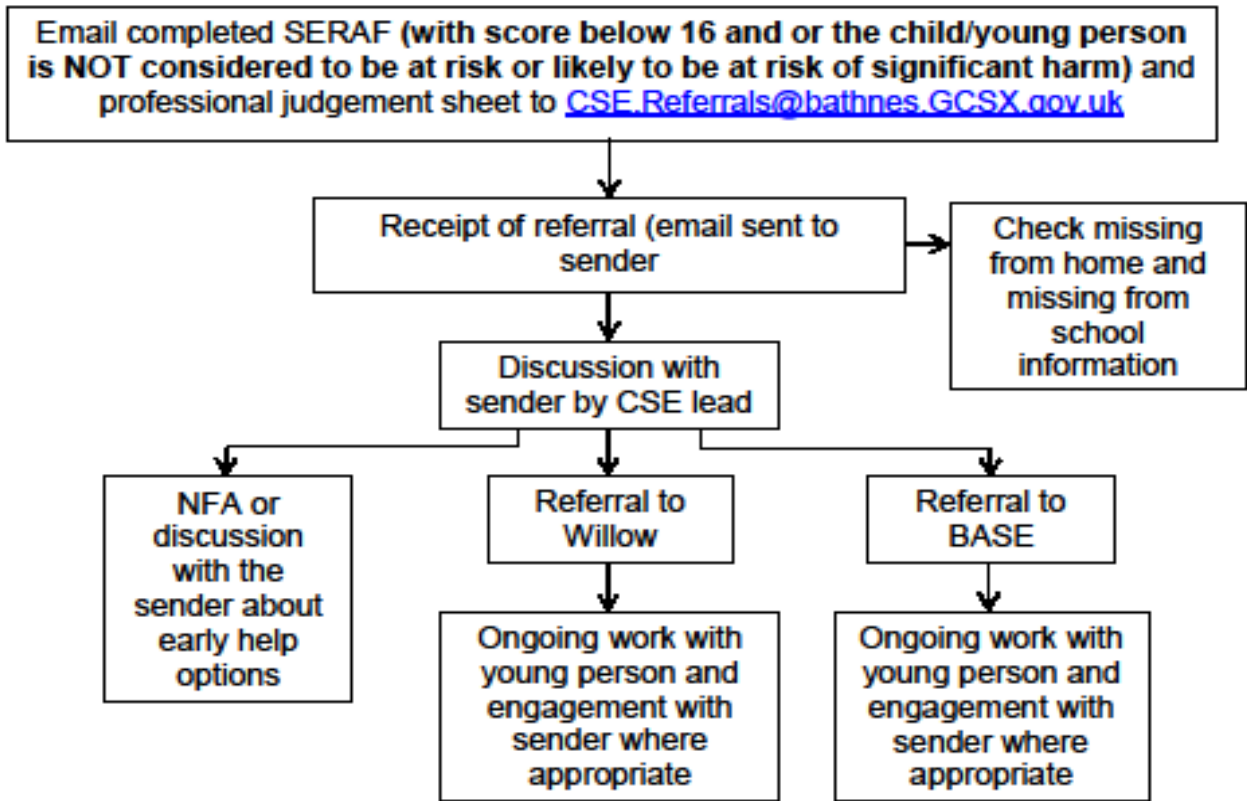 Email completed SERAF (with score below 16 and or the child/young person
is NOT considered to be at risk or likely to be at risk of significant harm) and
professional judgement sheet to CSE.Referrals@bathnes.GCSX.gov.uk
Receipt of referral (email sent to
sender
Check missing
from home and
missing from
school
information
Discussion with
sender by CSE lead
NFA or
discussion
with the
sender about
early help
options
Referral to
Willow
Referral to
BASE
Ongoing work with
young person and
engagement with
sender where
appropriate
Ongoing work with
young person and
engagement with
sender where
appropriate